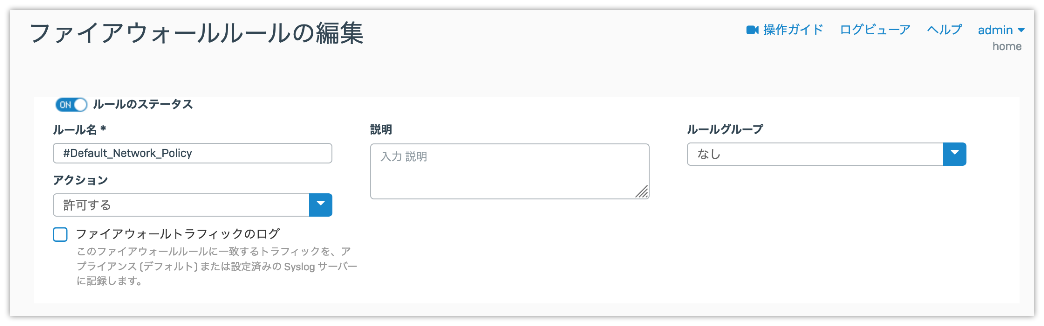 ファイアウォールルールの編集
操作ガイド ログビューア ヘルプ admin
home
ON ルールのステータス
ルール名 * 説明 ルールグループ
#Default_Network_Policy 入力 説明 なし
アクション
許可する
ファイアウォールトラフィックのログ
このファイアウォールルールに一致するトラフィックを、ア
プライアンス (デフォルト) または設定済みの Syslog サーバー
に記録します。